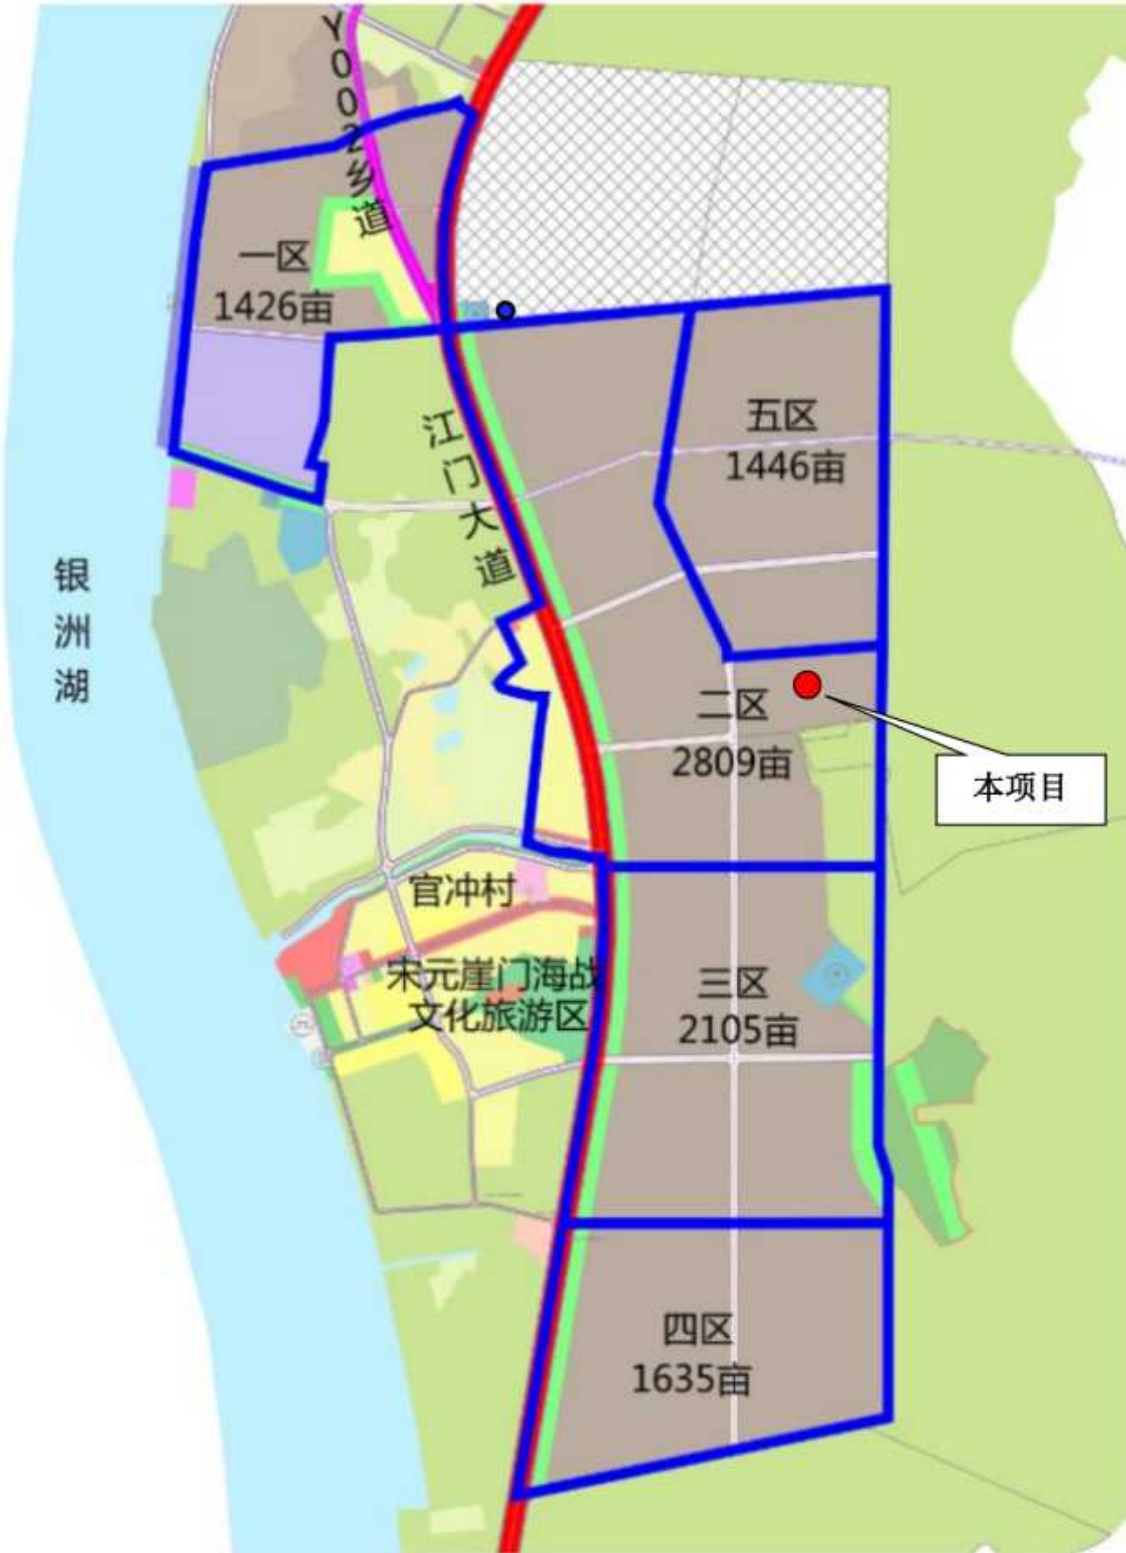 Y002乡道
一区
1426亩
五区
1446亩
江门大道
银洲湖
二区
2809亩
本项目
官冲村
宋元崖门海战
文化旅游区
三区
2105亩
四区
1635亩